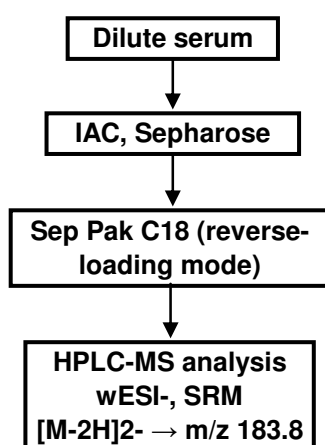 Dilute serum
IAC, Sepharose
Sep Pak C18 (reverse-
loading mode)
HPLC-MS analysis
wESI-, SRM
[M-2H]2- → m/z 183.8